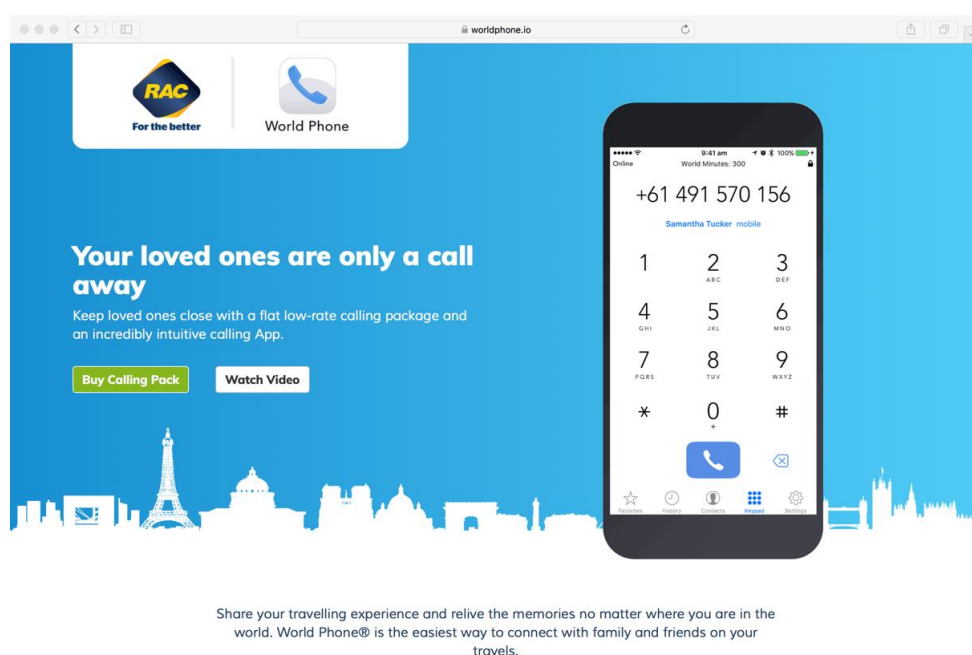 worldphone.io
RAC
For the better
World Phone
Your loved ones are only a call
away
Keep loved ones close with a flat low-rate calling package and
an incredibly intuitive calling App.
Buy Calling Pack
Watch Video
Online
9:41 am
100%
World Minutes: 300
+61 491 570 156
Samantha Tucker mobile
1
2
ABC
3
DEF
4
GHI
5
JKL
6
MNO
7
PQRS
8
TUV
9
WXYZ
*
0
+
#
Favorites
History
Contacts
Keypad
Settings
Share your travelling experience and relive the memories no matter where you are in the
world. World Phone® is the easiest way to connect with family and friends on your
travels.